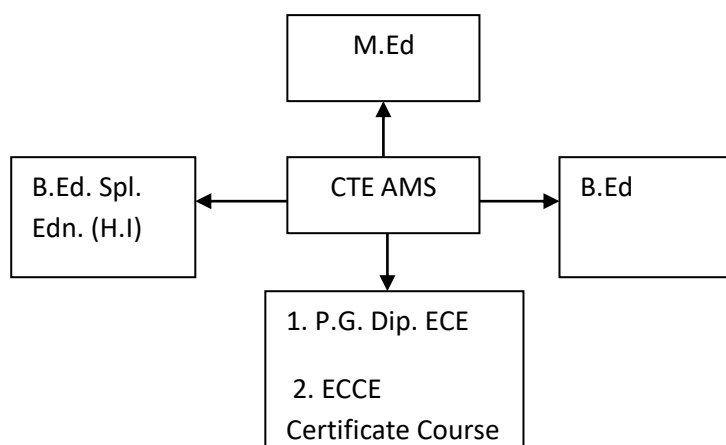 M.Ed
B.Ed. Spl.
Edn. (H.I)
CTE AMS
B.Ed
1. P.G. Dip. ECE
2. ECCE
Certificate Course